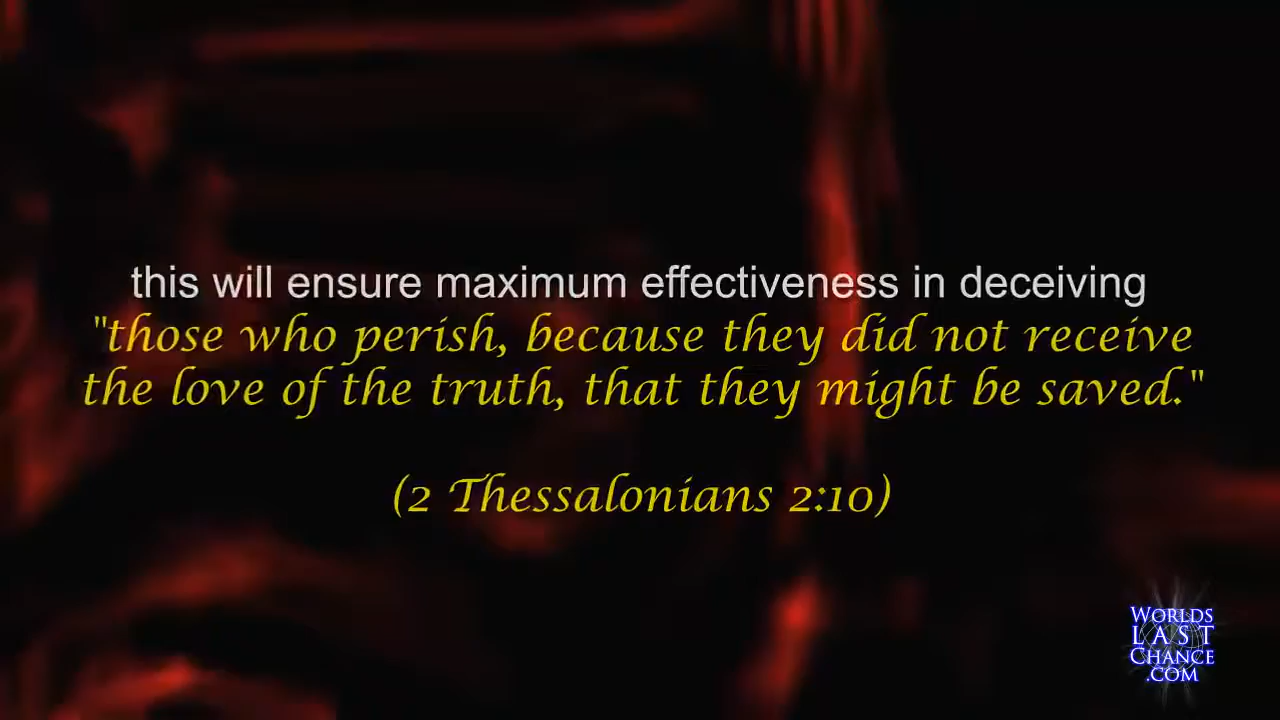 this will ensure maximum effectiveness in deceiving
"those who perish, because they did not receive
the love of the truth, that they might be saved."
(2 Thessalonians 2:10)
WORLDS
LAST
CHANCE
.COM